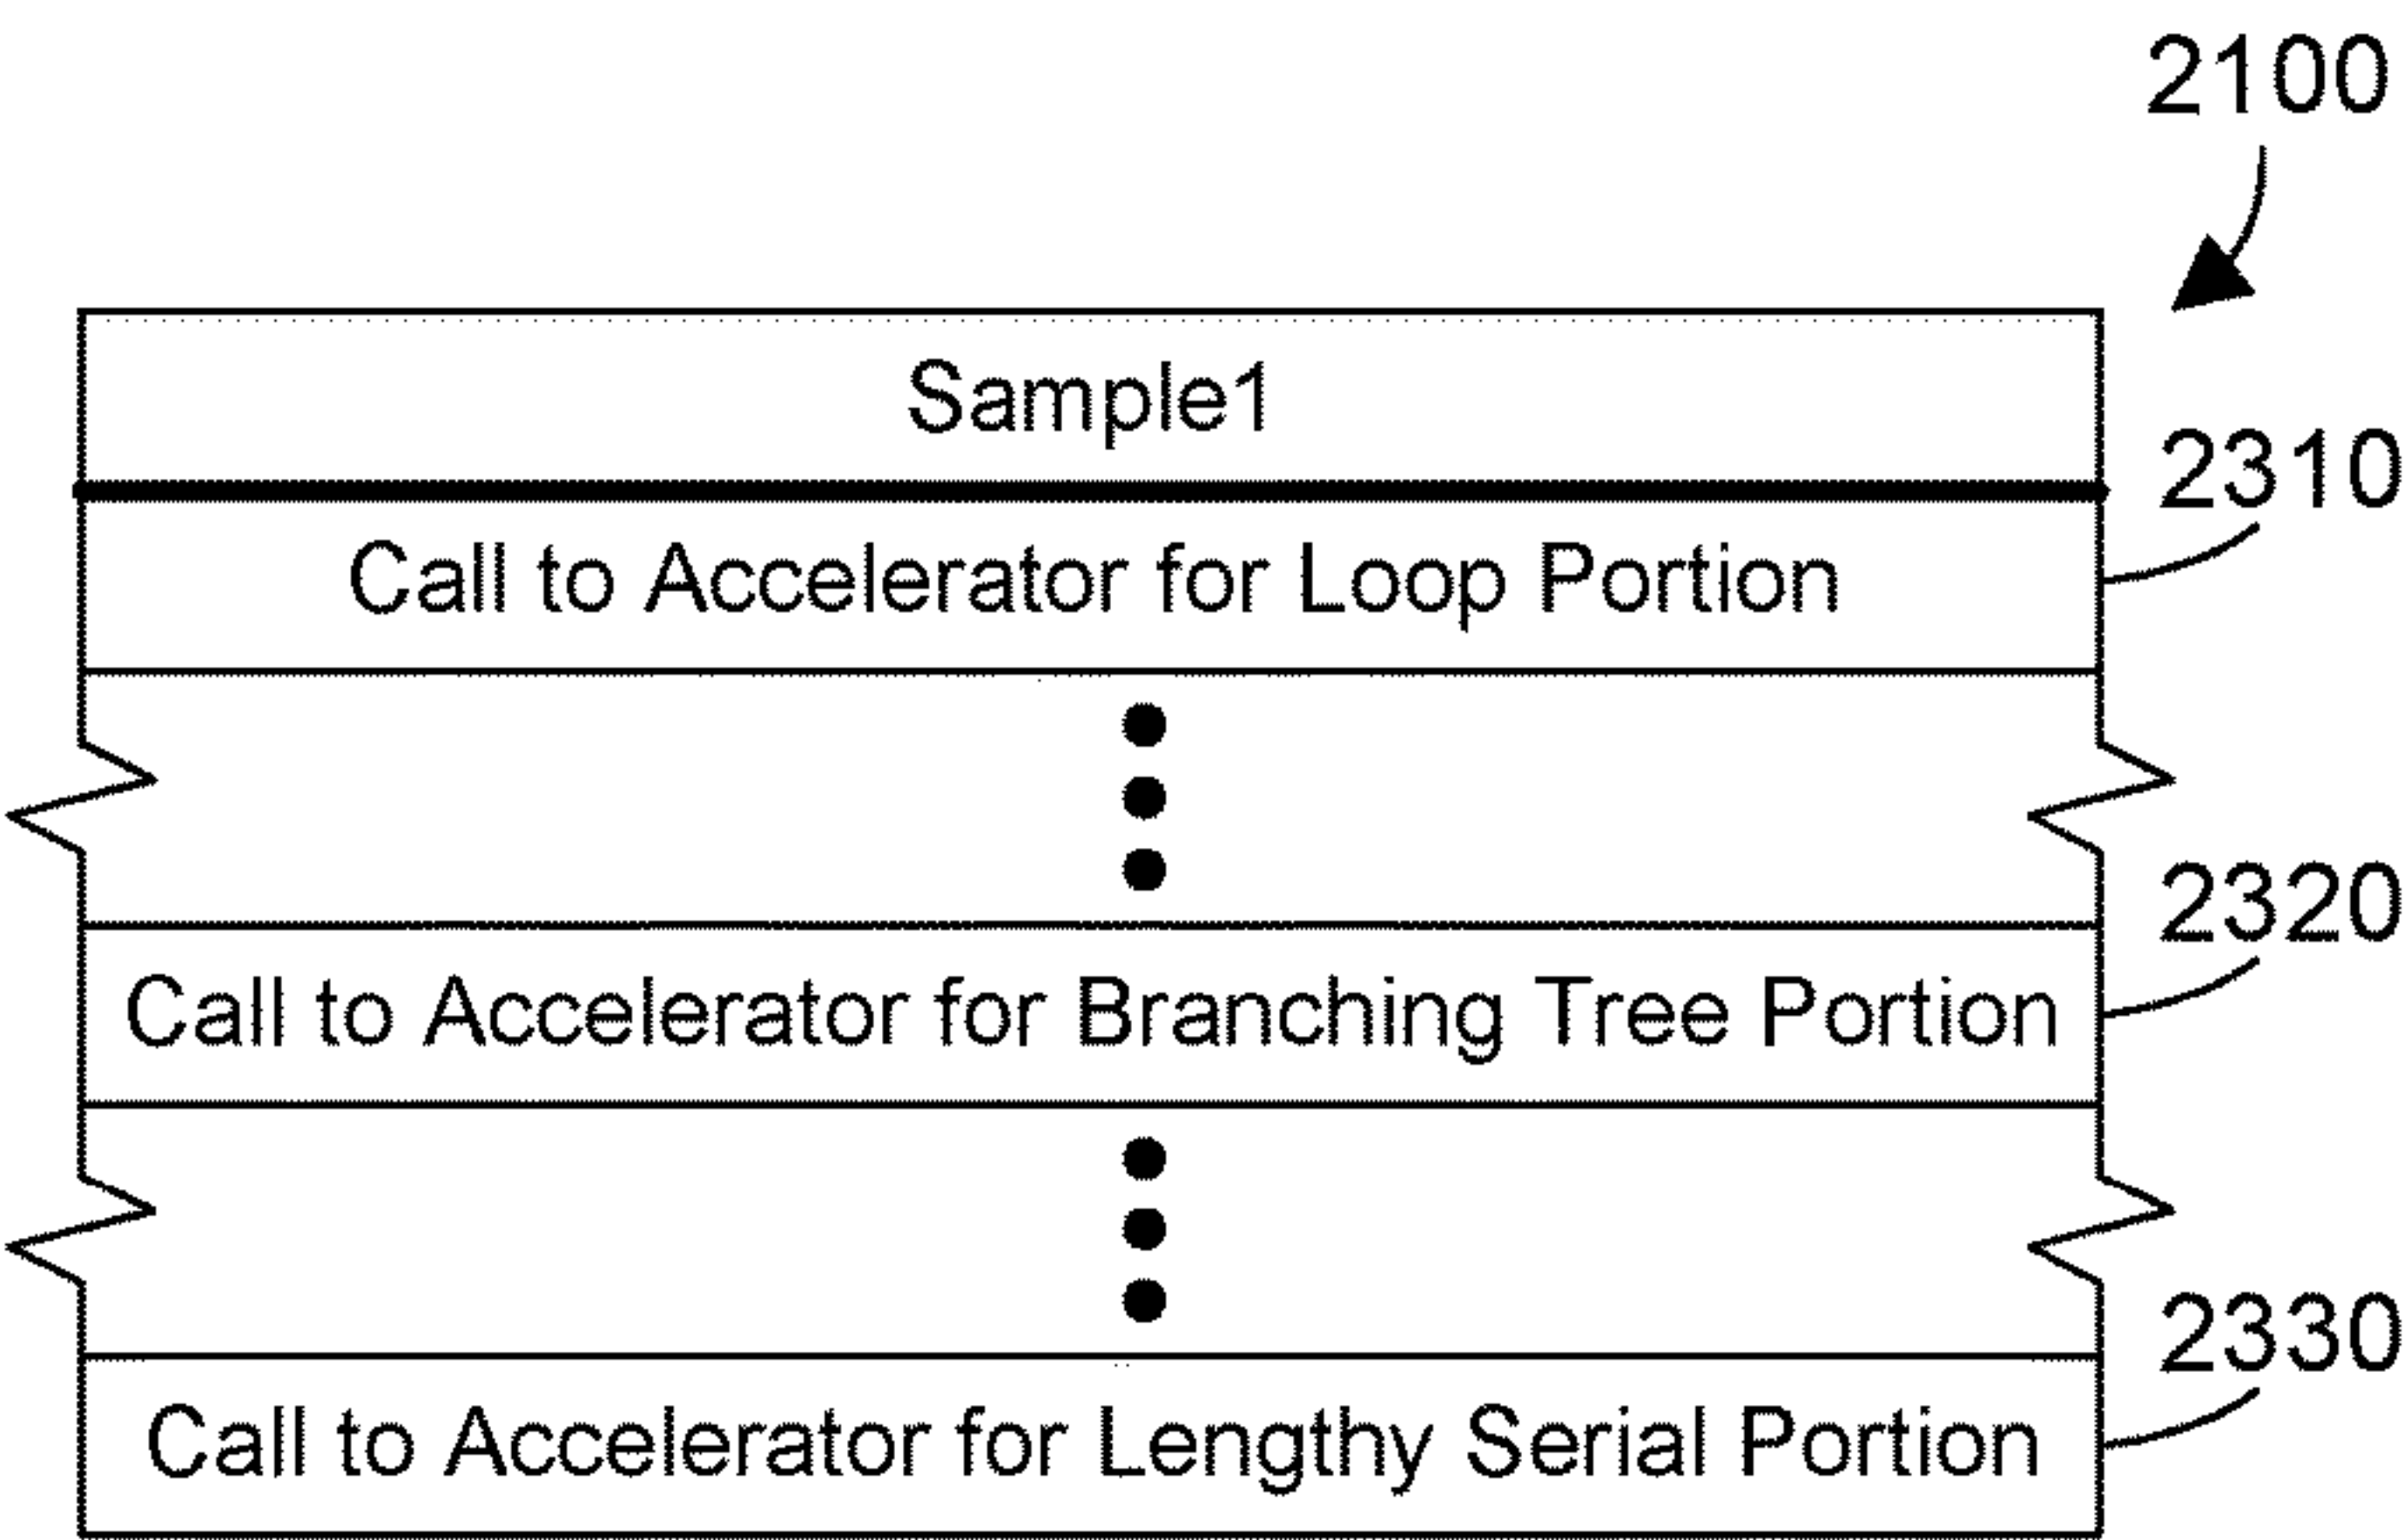 2100
Sample1
2310
Call to Accelerator for Loop Portion
2320
Call to Accelerator for Branching Tree Portion
2330
Call to Accelerator for Lengthy Serial Portion